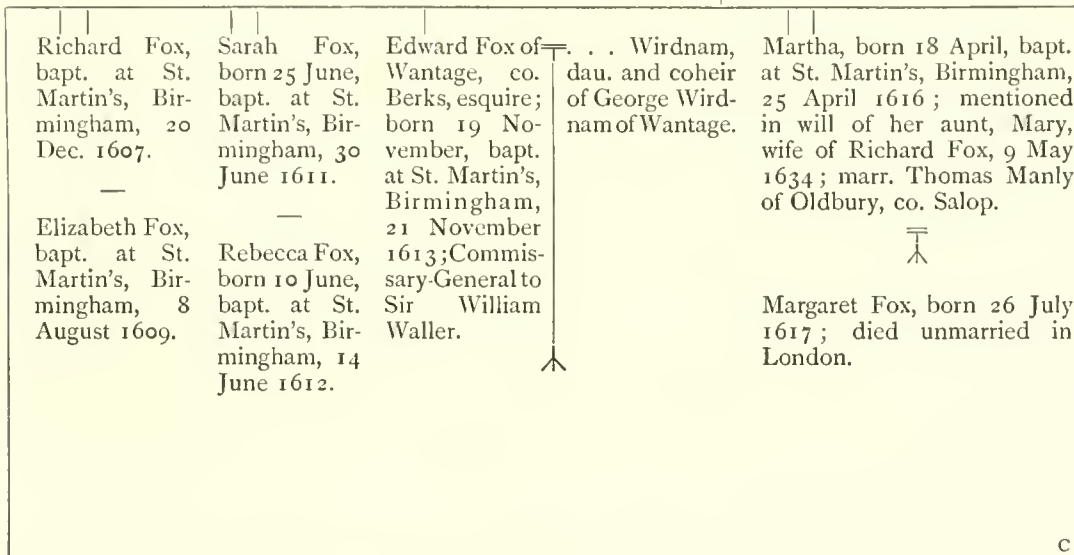 Richard Fox,
bapt. at St.
Martin's, Bir-
mingham, 20
Dec. 1607.
—
Elizabeth Fox,
bapt. at St.
Martin's, Bir-
mingham, 8
August 1609.
Sarah Fox,
born 25 June,
bapt. at St.
Martin's, Bir-
mingham, 30
June 1611.
—
Rebecca Fox,
born 10 June,
bapt. at St.
Martin's, Bir-
mingham, 14
June 1612.
Edward Fox of
Wantage, co.
Berks, esquire;
born 19 No-
vember, bapt.
at St. Martin's,
Birmingham,
21 November
1613; Commis-
sary-General to
Sir William
Waller.
. . . Wirdnam,
dau. and coheir
of George Wird-
nam of Wantage.
Martha, born 18 April, bapt.
at St. Martin's, Birmingham,
25 April 1616; mentioned
in will of her aunt, Mary,
wife of Richard Fox, 9 May
1634; marr. Thomas Manly
of Oldbury, co. Salop.
Margaret Fox, born 26 July
1617; died unmarried in
London.
C